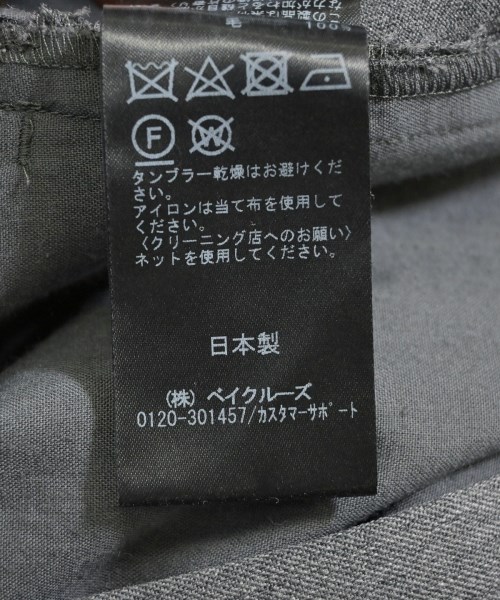 F
W
タンブラー乾燥はお避けくだ
さい。
アイロンは当て布を使用して
ください。
〈クリーニング店へのお願い〉
ネットを使用してください。
日本製
(株) ベイクルーズ
0120-301457/カスタマーサポート